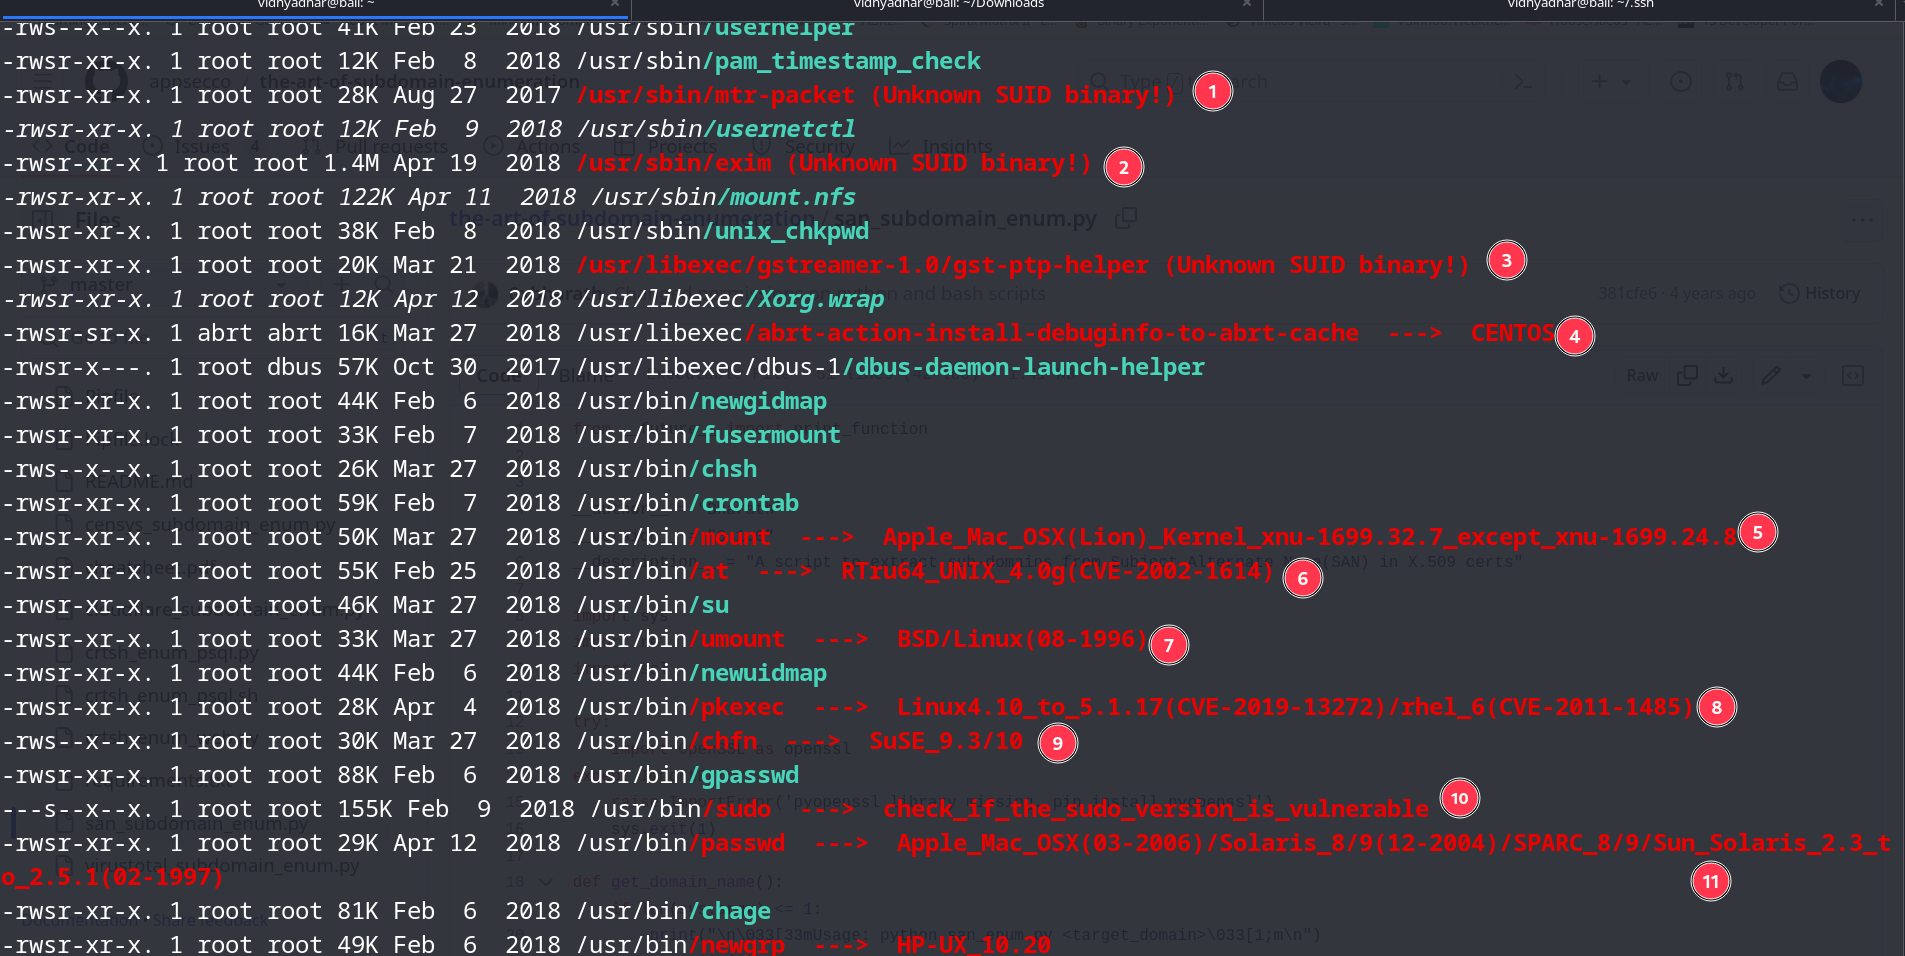 vidhyadhar@bali: ~ × vidhyadhar@bali: ~/Downloads × vidhyadhar@bali: ~/.ssh ×
-rws--x--x. 1 root root 41K Feb 23  2018 /usr/sbin/userhelper
-rwsr-xr-x. 1 root root 12K Feb  8  2018 /usr/sbin/pam_timestamp_check
-rwsr-xr-x. 1 root root 28K Aug 27  2017 /usr/sbin/mtr-packet (Unknown SUID binary!) 1
-rwsr-xr-x. 1 root root 12K Feb  9  2018 /usr/sbin/usernetctl
-rwsr-xr-x 1 root root 1.4M Apr 19  2018 /usr/sbin/exim (Unknown SUID binary!) 2
-rwsr-xr-x. 1 root root 122K Apr 11  2018 /usr/sbin/mount.nfs
-rwsr-xr-x. 1 root root 38K Feb  8  2018 /usr/sbin/unix_chkpwd
-rwsr-xr-x. 1 root root 20K Mar 21  2018 /usr/libexec/gstreamer-1.0/gst-ptp-helper (Unknown SUID binary!) 3
-rwsr-xr-x. 1 root root 12K Apr 12  2018 /usr/libexec/Xorg.wrap
-rwsr-sr-x. 1 abrt abrt 16K Mar 27  2018 /usr/libexec/abrt-action-install-debuginfo-to-abrt-cache  --->  CENTOS 4
-rwsr-x---. 1 root dbus 57K Oct 30  2017 /usr/libexec/dbus-1/dbus-daemon-launch-helper
-rwsr-xr-x. 1 root root 44K Feb  6  2018 /usr/bin/newgidmap
-rwsr-xr-x. 1 root root 33K Feb  7  2018 /usr/bin/fusermount
-rws--x--x. 1 root root 26K Mar 27  2018 /usr/bin/chsh
-rwsr-xr-x. 1 root root 59K Feb  7  2018 /usr/bin/crontab
-rwsr-xr-x. 1 root root 50K Mar 27  2018 /usr/bin/mount  --->  Apple_Mac_OSX(Lion)_Kernel_xnu-1699.32.7_except_xnu-1699.24.8 5
-rwsr-xr-x. 1 root root 55K Feb 25  2018 /usr/bin/at  --->  RTru64_UNIX_4.0g(CVE-2002-1614) 6
-rwsr-xr-x. 1 root root 46K Mar 27  2018 /usr/bin/su
-rwsr-xr-x. 1 root root 33K Mar 27  2018 /usr/bin/umount  --->  BSD/Linux(08-1996) 7
-rwsr-xr-x. 1 root root 44K Feb  6  2018 /usr/bin/newuidmap
-rwsr-xr-x. 1 root root 28K Apr  4  2018 /usr/bin/pkexec  --->  Linux4.10_to_5.1.17(CVE-2019-13272)/rhel_6(CVE-2011-1485) 8
-rws--x--x. 1 root root 30K Mar 27  2018 /usr/bin/chfn  --->  SuSE_9.3/10 9
-rwsr-xr-x. 1 root root 88K Feb  6  2018 /usr/bin/gpasswd
---s--x--x. 1 root root 155K Feb  9  2018 /usr/bin/sudo  --->  check_if_the_sudo_version_is_vulnerable 10
-rwsr-xr-x. 1 root root 29K Apr 12  2018 /usr/bin/passwd  --->  Apple_Mac_OSX(03-2006)/Solaris_8/9(12-2004)/SPARC_8/9/Sun_Solaris_2.3_t
o_2.5.1(02-1997) 11
-rwsr-xr-x. 1 root root 81K Feb  6  2018 /usr/bin/chage
-rwsr-xr-x. 1 root root 49K Feb  6  2018 /usr/bin/newgrp  --->  HP-UX_10.20